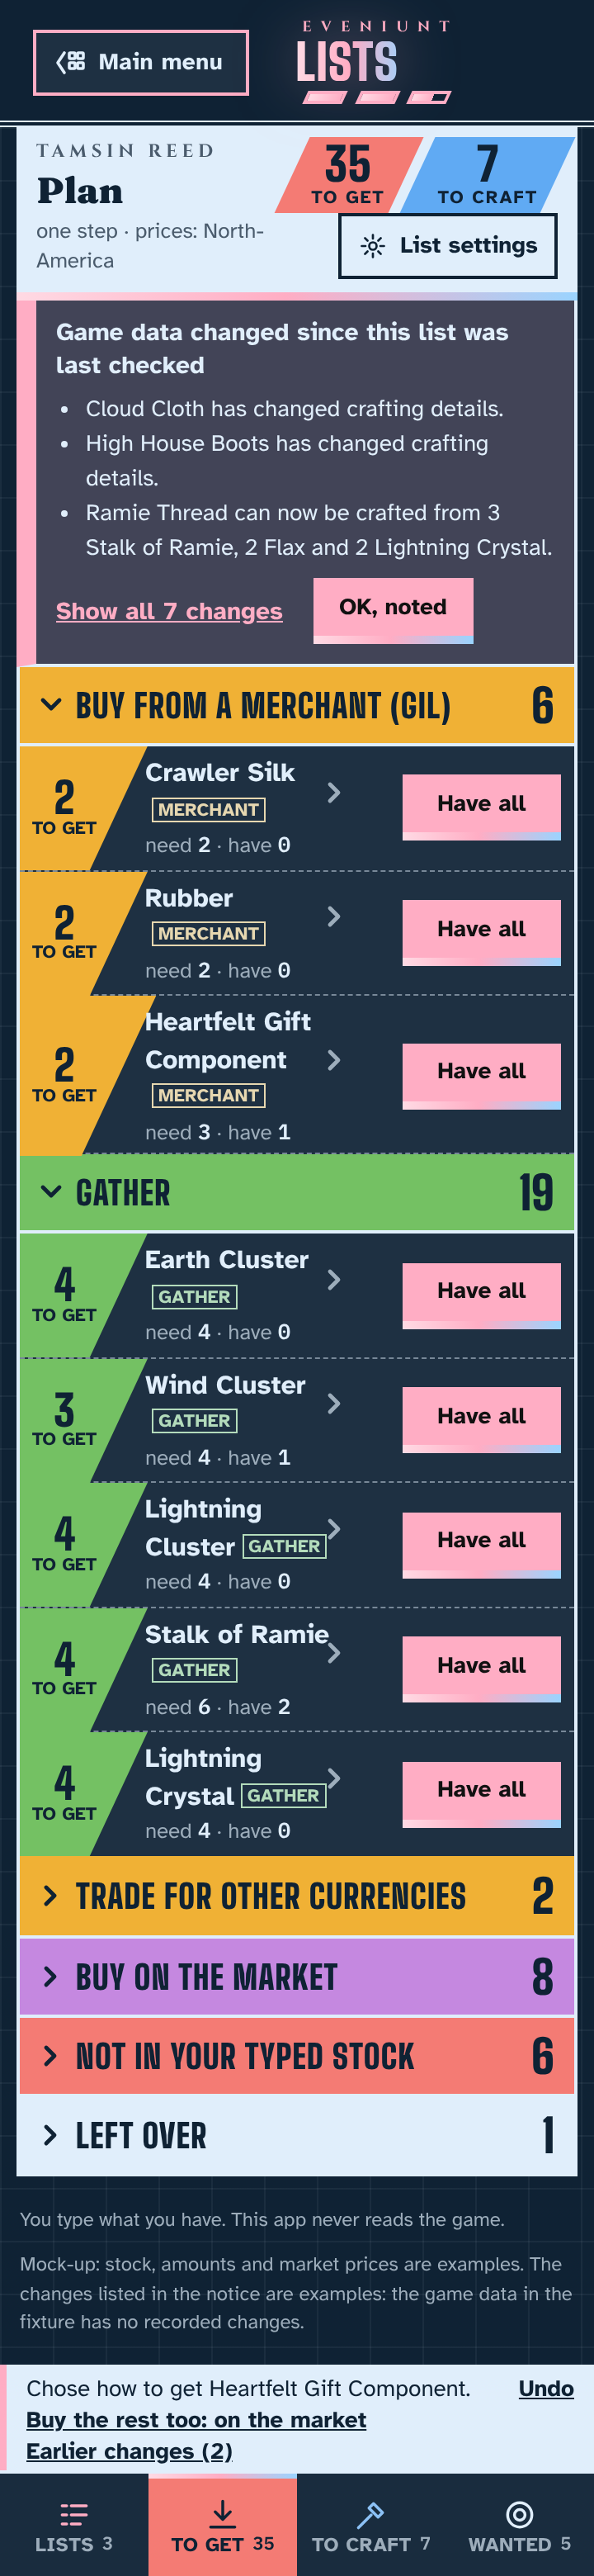 Main menu
EVENIUNT
LISTS
TAMSIN REED
Plan
one step · prices: North-
America
35
TO GET
7
TO CRAFT
List settings
Game data changed since this list was
last checked
• Cloud Cloth has changed crafting details.
• High House Boots has changed crafting
details.
• Ramie Thread can now be crafted from 3
Stalk of Ramie, 2 Flax and 2 Lightning Crystal.
Show all 7 changes
OK, noted
BUY FROM A MERCHANT (GIL)
6
2
TO GET
Crawler Silk
MERCHANT
need 2 · have 0
Have all
2
TO GET
Rubber
MERCHANT
need 2 · have 0
Have all
2
TO GET
Heartfelt Gift
Component
MERCHANT
need 3 · have 1
Have all
GATHER
19
4
TO GET
Earth Cluster
GATHER
need 4 · have 0
Have all
3
TO GET
Wind Cluster
GATHER
need 4 · have 1
Have all
4
TO GET
Lightning
Cluster GATHER
need 4 · have 0
Have all
4
TO GET
Stalk of Ramie
GATHER
need 6 · have 2
Have all
4
TO GET
Lightning
Crystal GATHER
need 4 · have 0
Have all
TRADE FOR OTHER CURRENCIES
2
BUY ON THE MARKET
8
NOT IN YOUR TYPED STOCK
6
LEFT OVER
1
You type what you have. This app never reads the game.
Mock-up: stock, amounts and market prices are examples. The
changes listed in the notice are examples: the game data in the
fixture has no recorded changes.
Chose how to get Heartfelt Gift Component.
Undo
Buy the rest too: on the market
Earlier changes (2)
LISTS 3
TO GET 35
TO CRAFT 7
WANTED 5